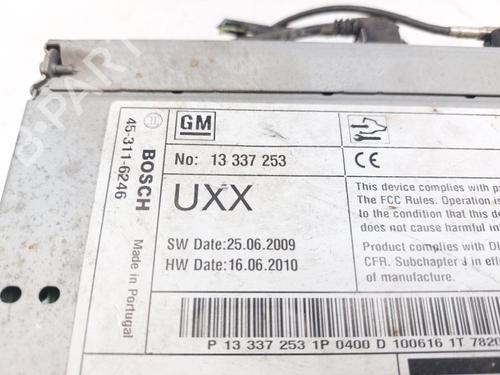 GM
No: 13 337 253
UXX
SW Date: 25.06.2009
HW Date: 16.06.2010
BOSCH
45-311-6246
Made in Portugal
CE
This device complies with
The FCC Rules. Operation is
to the condition that this de
does not cause harmful int
Product complies with D
CFR. Subchapter J in eff
of manufacture.
P 13 337 253 1P 0400 D 100616 1T 7820
B-PARTS